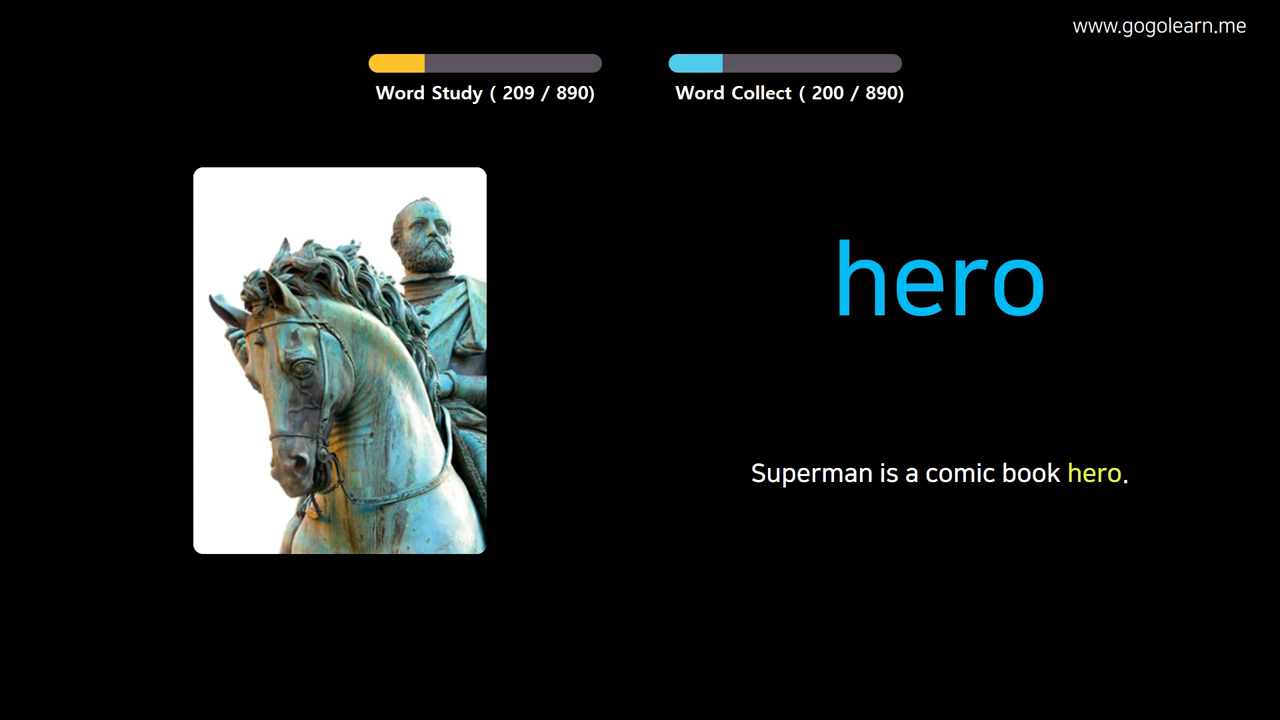 www.gogolearn.me
Word Study ( 209 / 890)
Word Collect ( 200 / 890)
hero
Superman is a comic book hero.